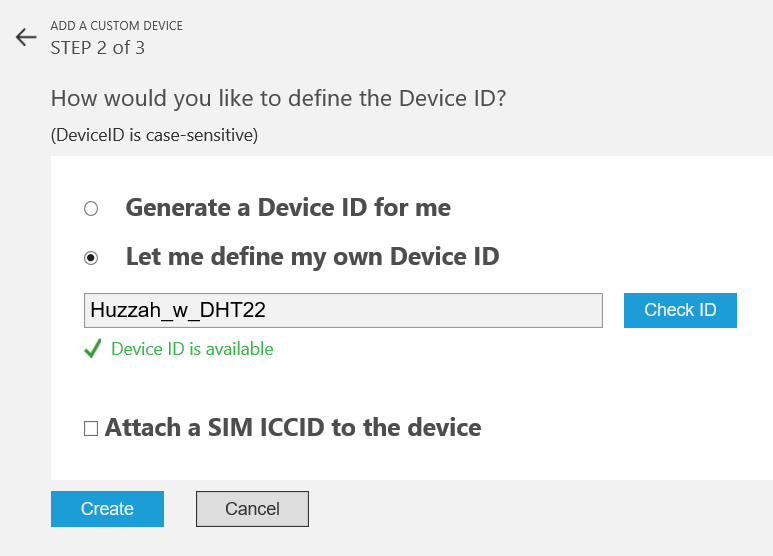 ADD A CUSTOM DEVICE
STEP 2 of 3
How would you like to define the Device ID?
(DeviceID is case-sensitive)
Generate a Device ID for me
Let me define my own Device ID
Huzzah_w_DHT22
Check ID
Device ID is available
Attach a SIM ICCID to the device
Create
Cancel